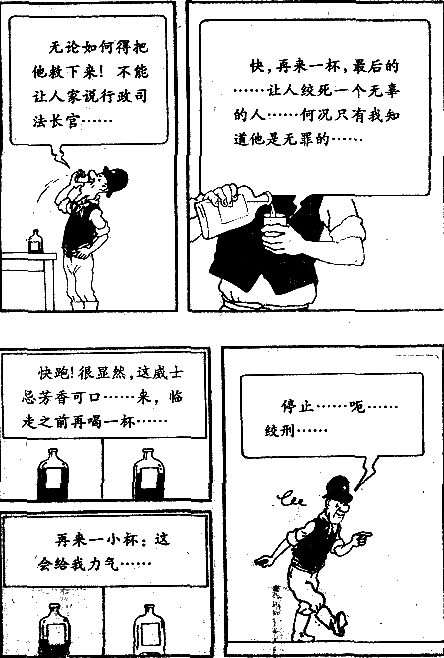 无论如何得把
他救下来！不能
让人家说行政司
法长官……
快，再来一杯，最后的
……让人绞死一个无辜
的人……何况只有我知
道他是无罪的……
快跑！很显然，这威士
忌芳香可口……来，临
走之前再喝一杯……
再来一小杯：这
会给我力气……
停止……呃……
绞刑……